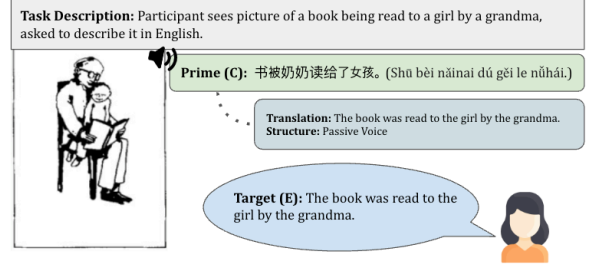 Task Description: Participant sees picture of a book being read to a girl by a grandma,
asked to describe it in English.
Prime (C): 书被奶奶读给了女孩。(Shū bèi nǎinai dú gěi le nǚhái.)
Translation: The book was read to the girl by the grandma.
Structure: Passive Voice
Target (E): The book was read to the
girl by the grandma.